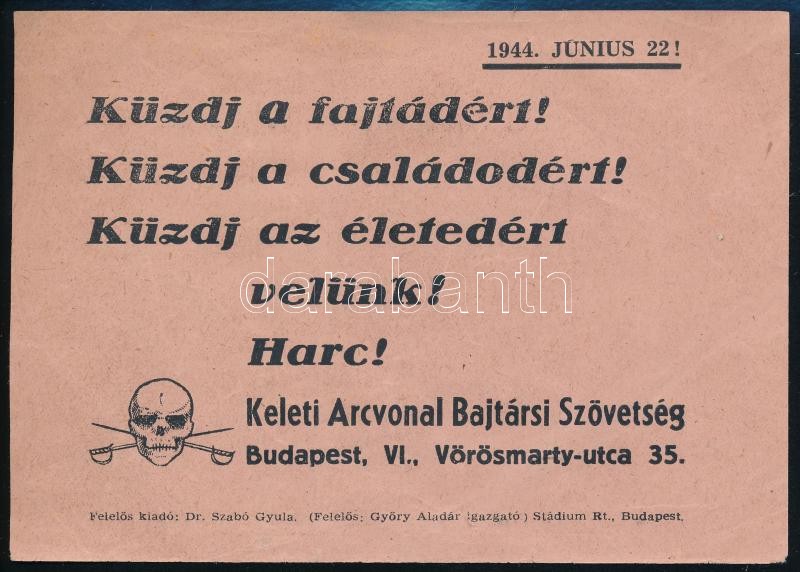 1944. JÚNIUS 22!
Küzdj a fajtádért!
Küzdj a családodért!
Küzdj az életedért
velünk!
darabanth
Harc!
Keleti Arcvonal Bajtársi Szövetség
Budapest, VI., Vörösmarty-utca 35.
Felelős kiadó: Dr. Szabó Gyula. (Felelős: Győry Aladár igazgató) Stádium Rt., Budapest.